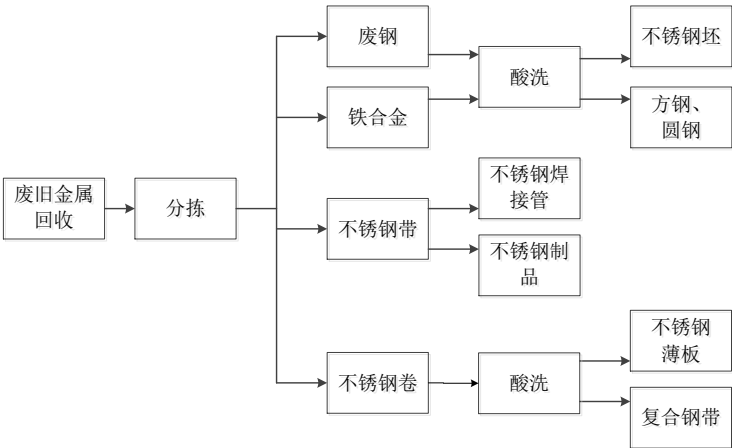 废旧金属
回收
分拣
废钢
铁合金
酸洗
不锈钢坯
方钢、
圆钢
不锈钢带
不锈钢焊
接管
不锈钢制
品
不锈钢卷
酸洗
不锈钢
薄板
复合钢带